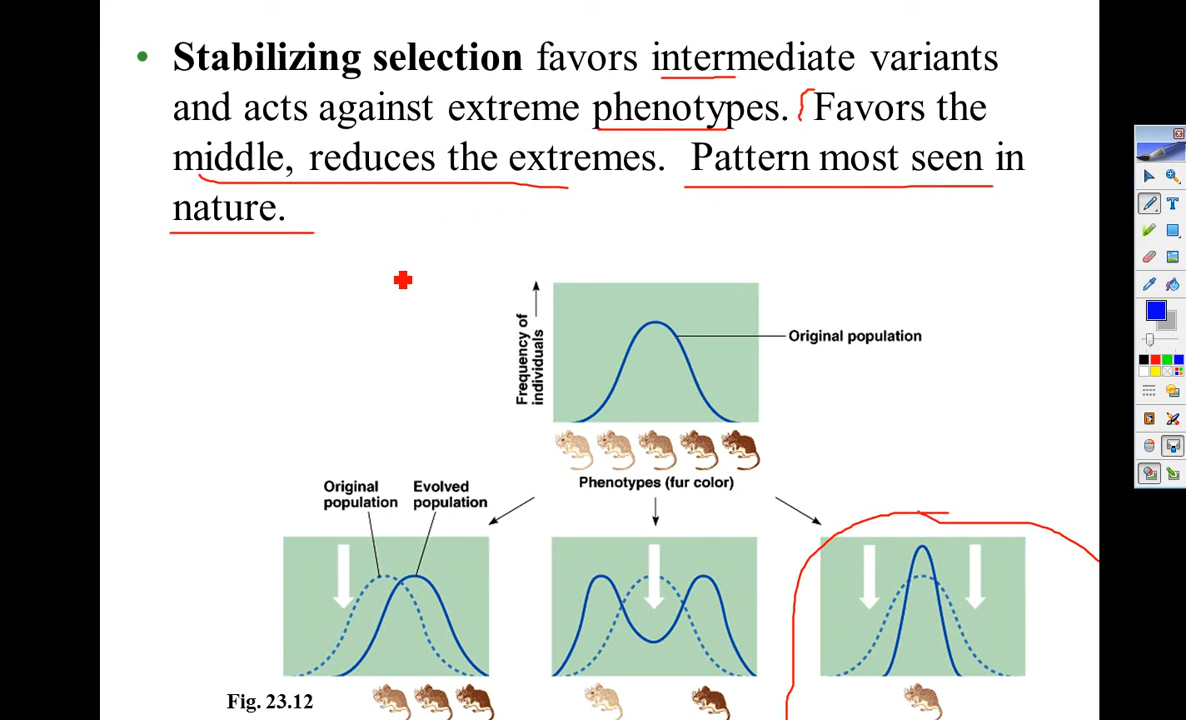 • Stabilizing selection favors intermediate variants
and acts against extreme phenotypes. Favors the
middle, reduces the extremes. Pattern most seen in
nature.
Frequency of
individuals
Original population
Phenotypes (fur color)
Original
population
Evolved
population
Fig. 23.12
T